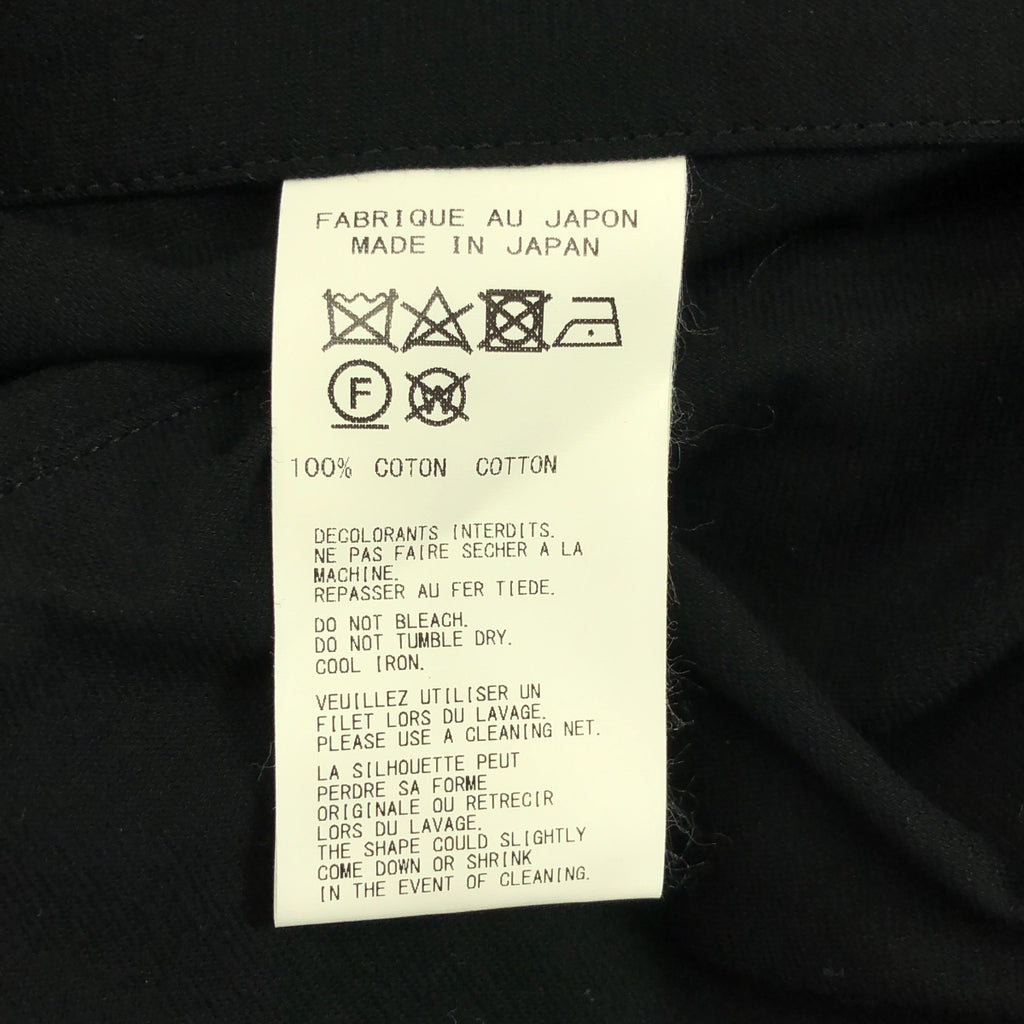 FABRIQUE AU JAPON
MADE IN JAPAN
F W
100% COTON COTTON
DECOLORANTS INTERDITS.
NE PAS FAIRE SECHER A LA
MACHINE.
REPASSER AU FER TIEDE.
DO NOT BLEACH.
DO NOT TUMBLE DRY.
COOL IRON.
VEUILLEZ UTILISER UN
FILET LORS DU LAVAGE.
PLEASE USE A CLEANING NET.
LA SILHOUETTE PEUT
PERDRE SA FORME
ORIGINALE OU RETRECIR
LORS DU LAVAGE.
THE SHAPE COULD SLIGHTLY
COME DOWN OR SHRINK
IN THE EVENT OF CLEANING.